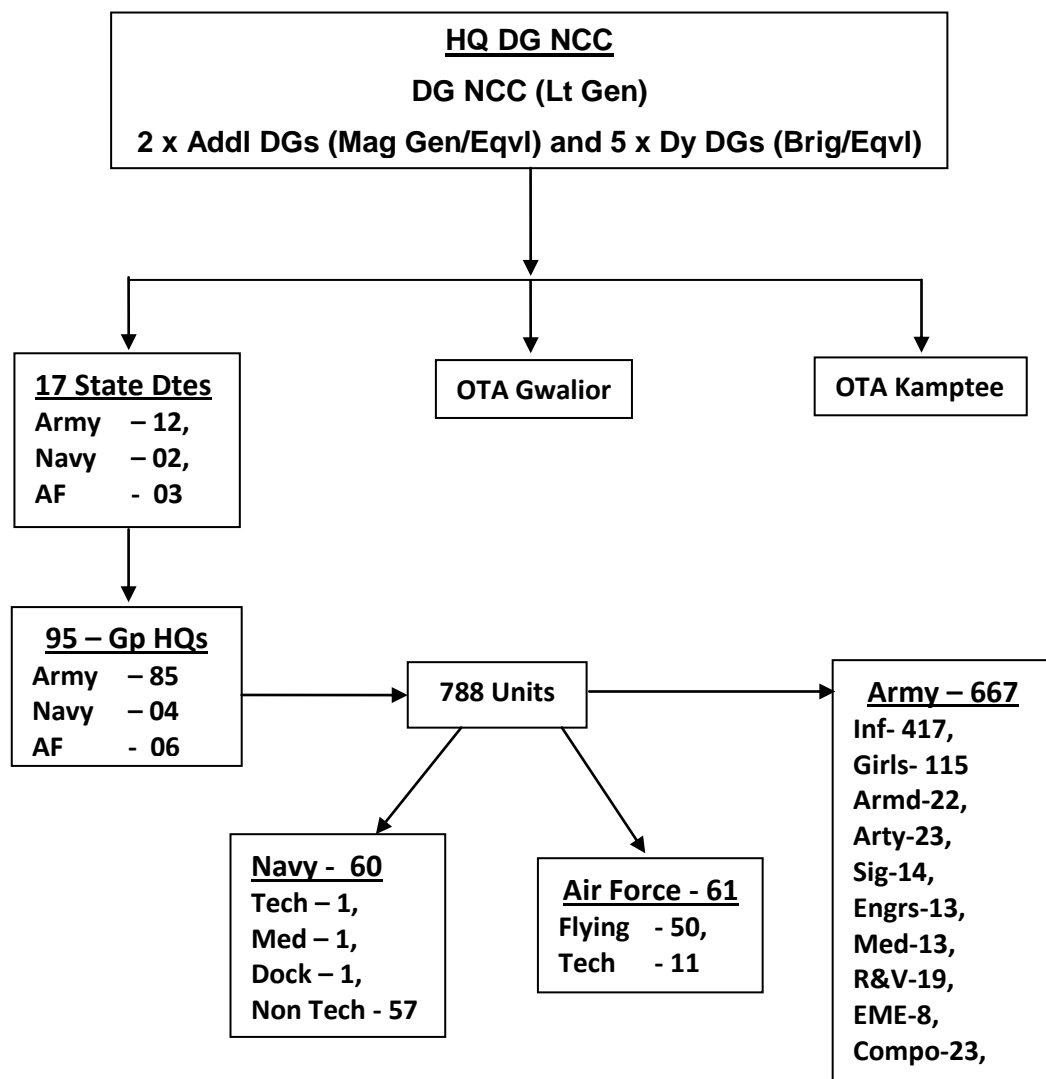 HQ DG NCC
DG NCC (Lt Gen)
2 x Addl DGs (Mag Gen/Eqvl) and 5 x Dy DGs (Brig/Eqvl)
17 State Dtes
Army – 12,
Navy – 02,
AF - 03
OTA Gwalior
OTA Kamptee
95 – Gp HQs
Army – 85
Navy – 04
AF - 06
788 Units
Navy - 60
Tech – 1,
Med – 1,
Dock – 1,
Non Tech - 57
Air Force - 61
Flying - 50,
Tech - 11
Army – 667
Inf- 417,
Girls- 115
Armd-22,
Arty-23,
Sig-14,
Engrs-13,
Med-13,
R&V-19,
EME-8,
Compo-23,